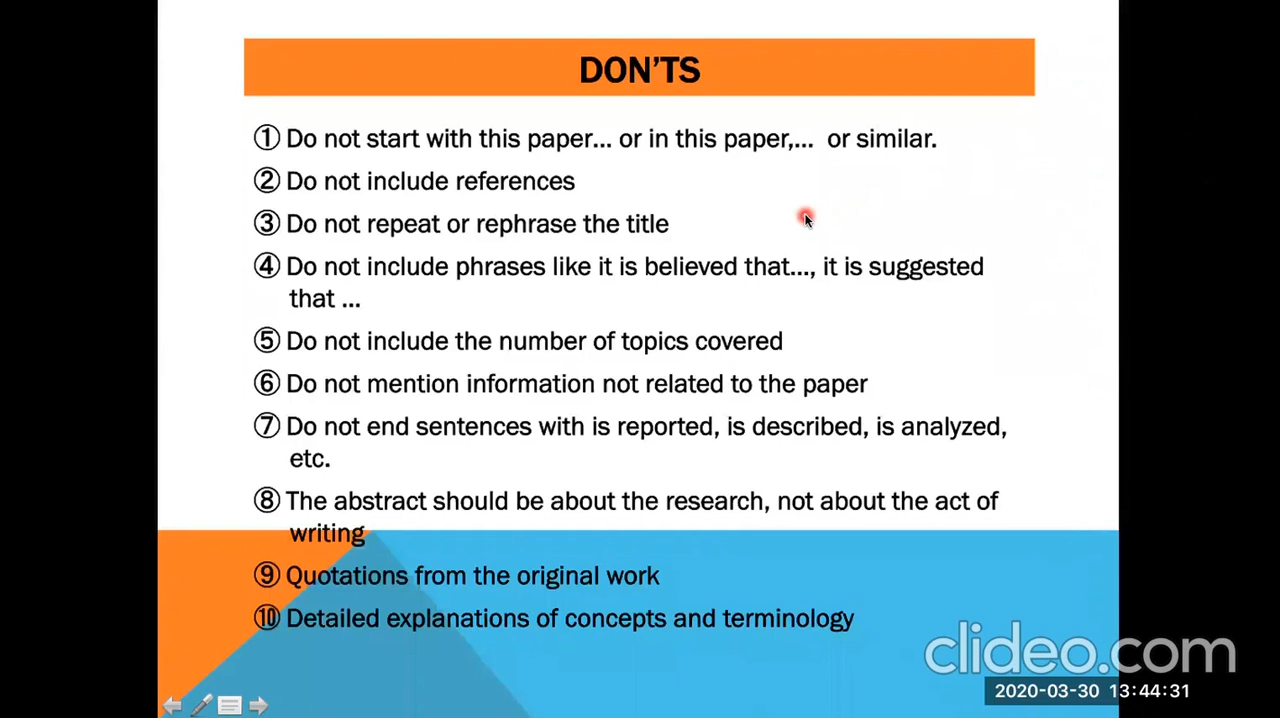 DON'TS
① Do not start with this paper... or in this paper,... or similar.
② Do not include references
③ Do not repeat or rephrase the title
④ Do not include phrases like it is believed that..., it is suggested
that ...
⑤ Do not include the number of topics covered
⑥ Do not mention information not related to the paper
⑦ Do not end sentences with is reported, is described, is analyzed,
etc.
⑧ The abstract should be about the research, not about the act of
writing
⑨ Quotations from the original work
⑩ Detailed explanations of concepts and terminology
clideo.com
2020-03-30 13:44:31